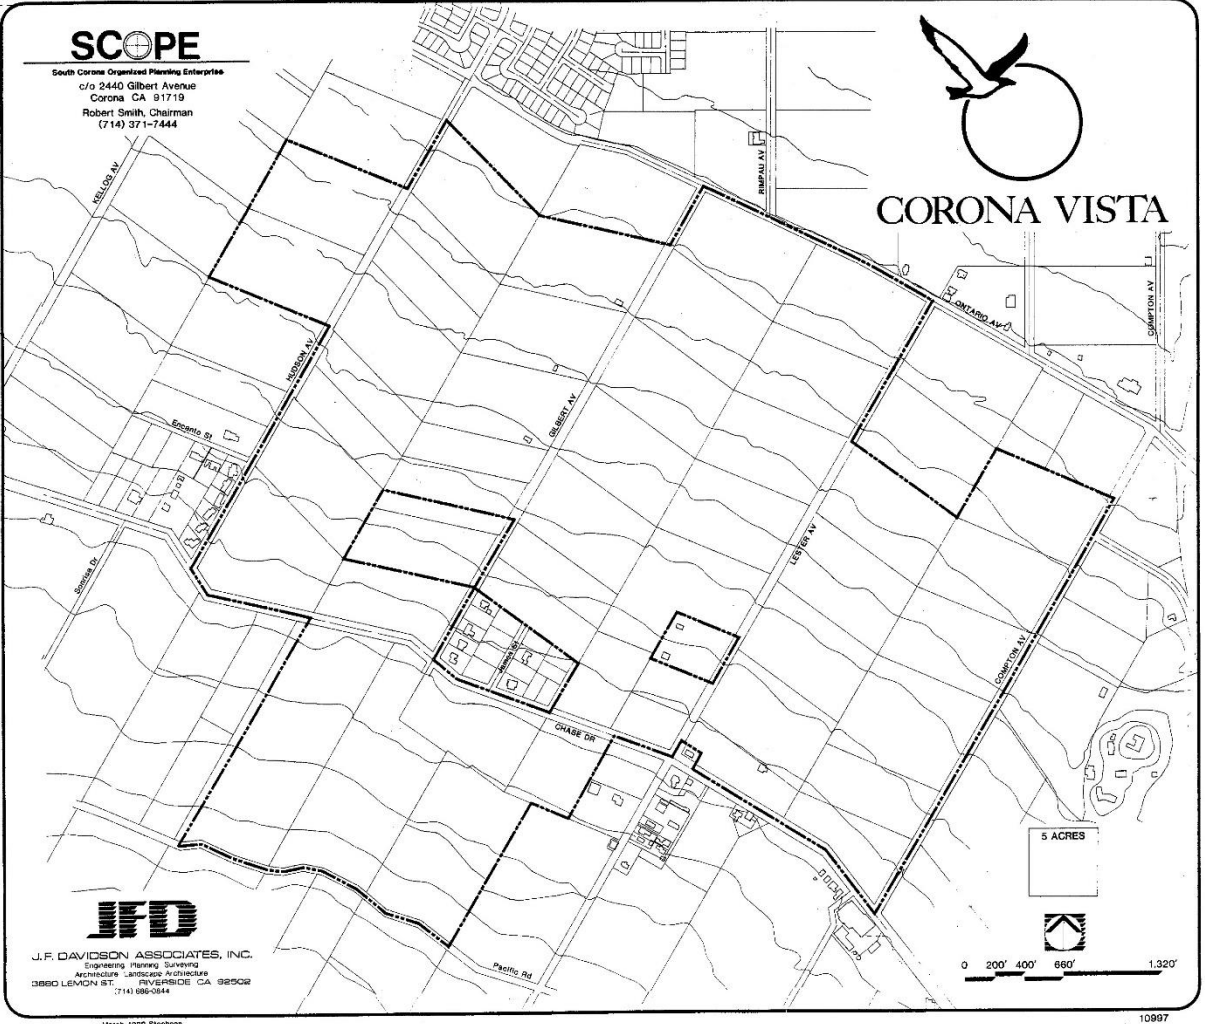 SCOPE
South Corona Organized Planning Enterprise
c/o 2440 Gilbert Avenue
Corona CA 91719
Robert Smith, Chairman
(714) 371-7444
CORONA VISTA
KELLOG AV
RIMPAU AV
COMPTON AV
ONTARIO AV
HUDSON AV
GILBERT AV
Encanto St
LESTER AV
Sonrisa Dr
COMPTON AV
CHASE DR
5 ACRES
JFD
J.F. DAVIDSON ASSOCIATES, INC.
Engineering Planning Surveying
Architecture Landscape Architecture
3880 LEMON ST. RIVERSIDE CA 92502
(714) 686-0844
Pacific Rd
0 200' 400' 660' 1,320'
10997